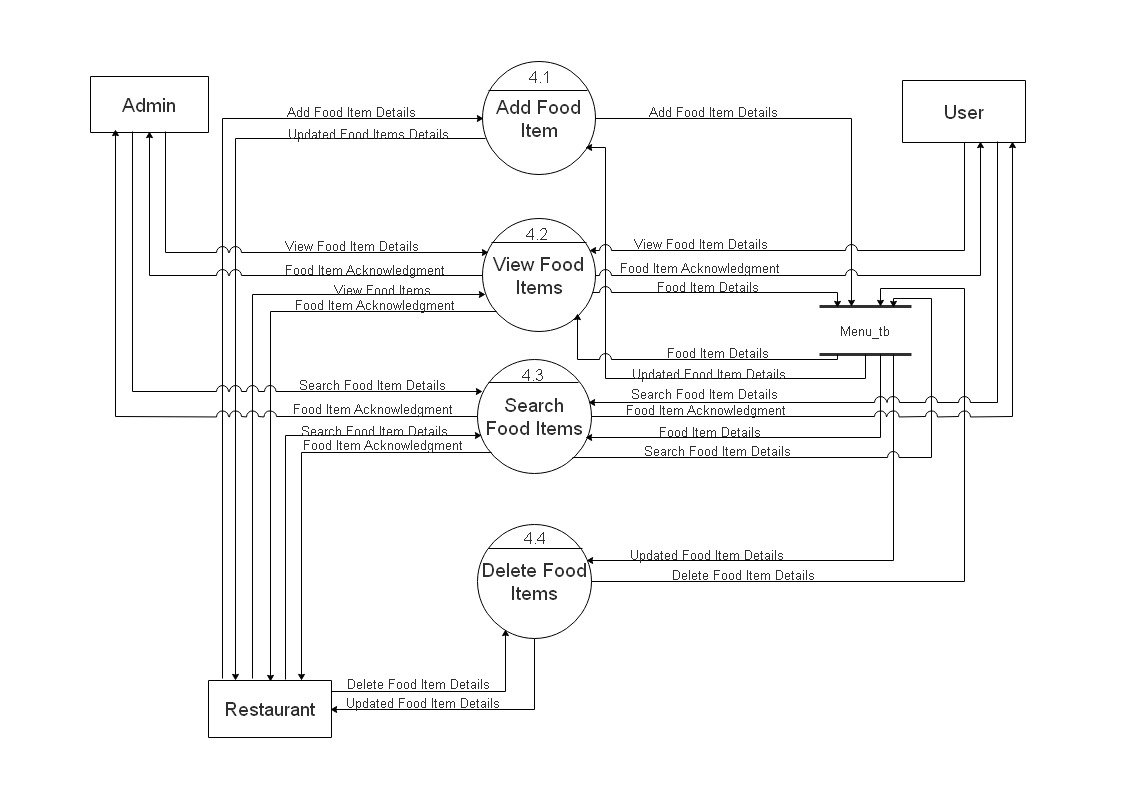 4.1
Admin
Add Food
Item
User
Add Food Item Details
Add Food Item Details
Updated Food Items Details
4.2
View Food
Items
View Food Item Details
View Food Item Details
Food Item Acknowledgment
Food Item Acknowledgment
View Food Items
Food Item Details
Food Item Acknowledgment
Menu_tb
Food Item Details
Updated Food Item Details
4.3
Search
Food Items
Search Food Item Details
Search Food Item Details
Food Item Acknowledgment
Food Item Acknowledgment
Search Food Item Details
Food Item Details
Food Item Acknowledgment
Search Food Item Details
4.4
Delete Food
Items
Updated Food Item Details
Delete Food Item Details
Restaurant
Delete Food Item Details
Updated Food Item Details